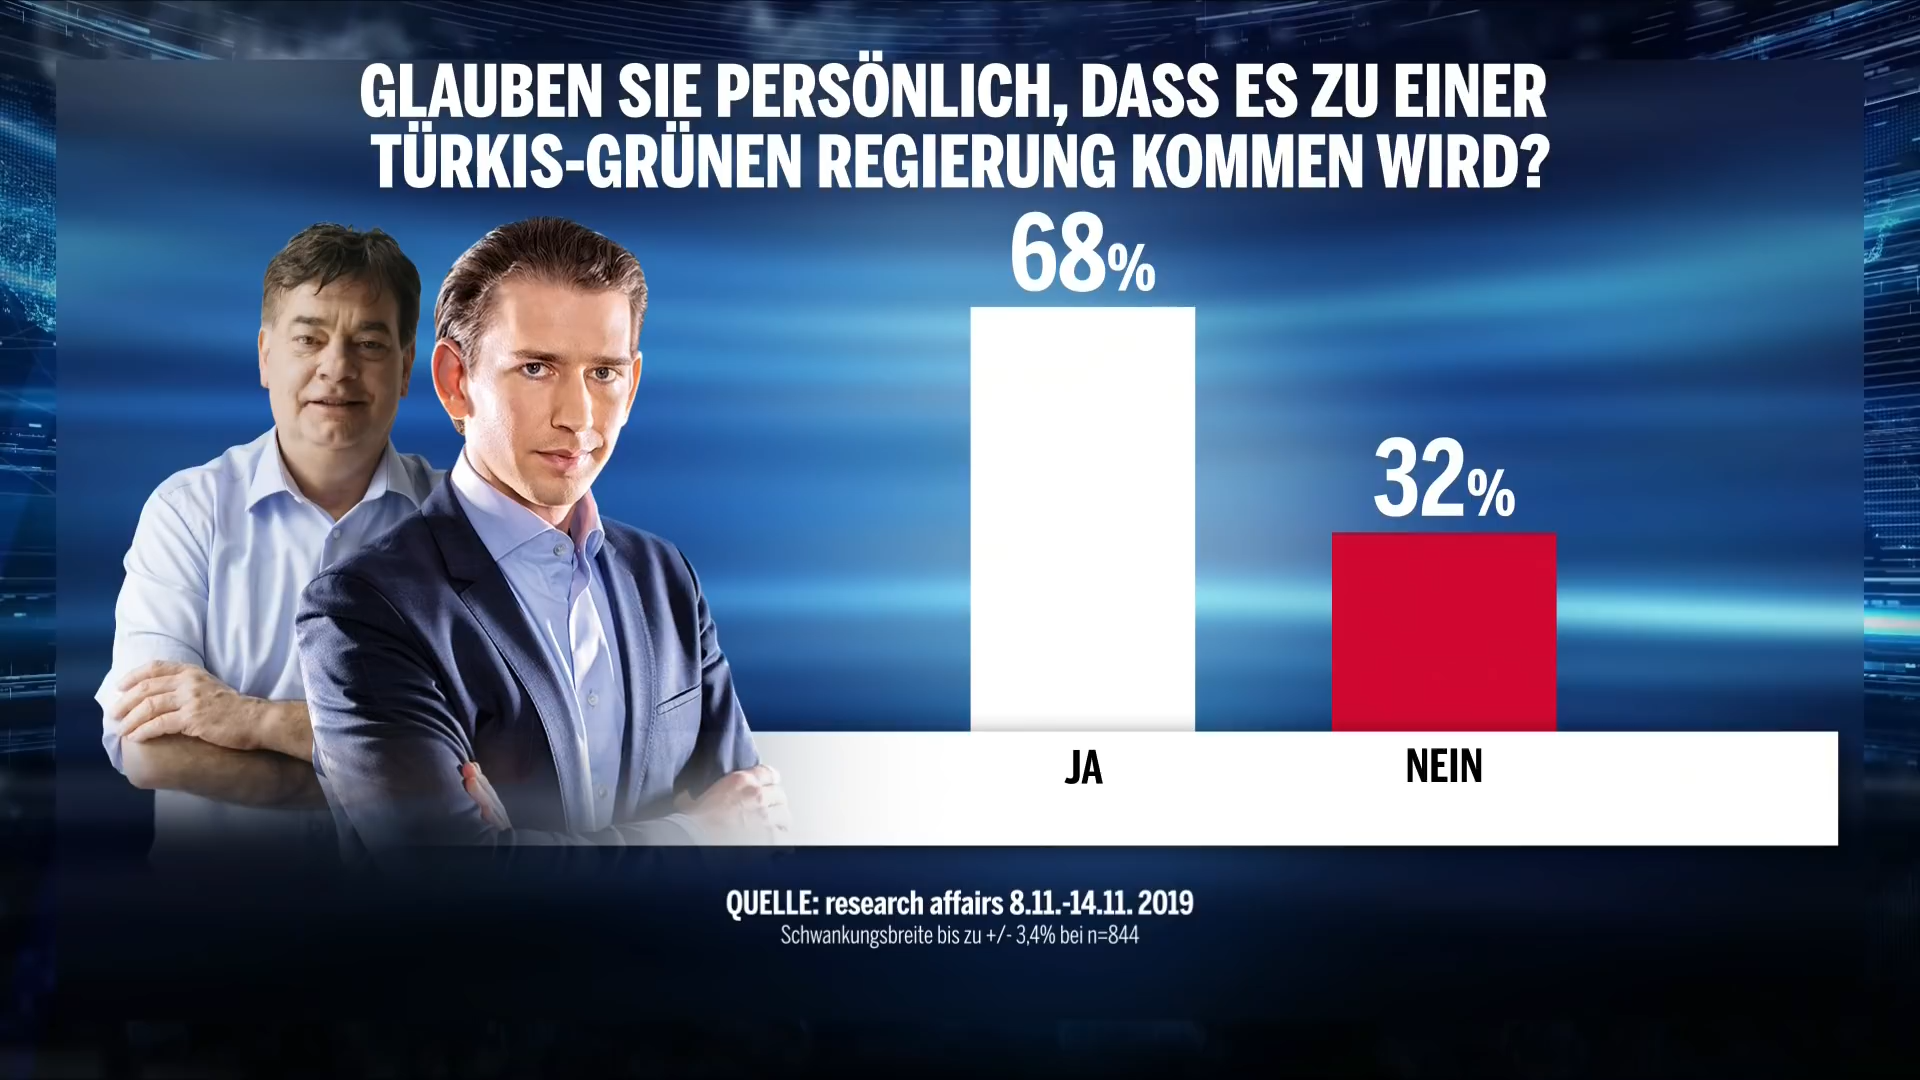 GLAUBEN SIE PERSÖNLICH, DASS ES ZU EINER
TÜRKIS-GRÜNEN REGIERUNG KOMMEN WIRD?
68%
32%
JA
NEIN
QUELLE: research affairs 8.11.-14.11. 2019
Schwankungsbreite bis zu +/- 3,4% bei n=844